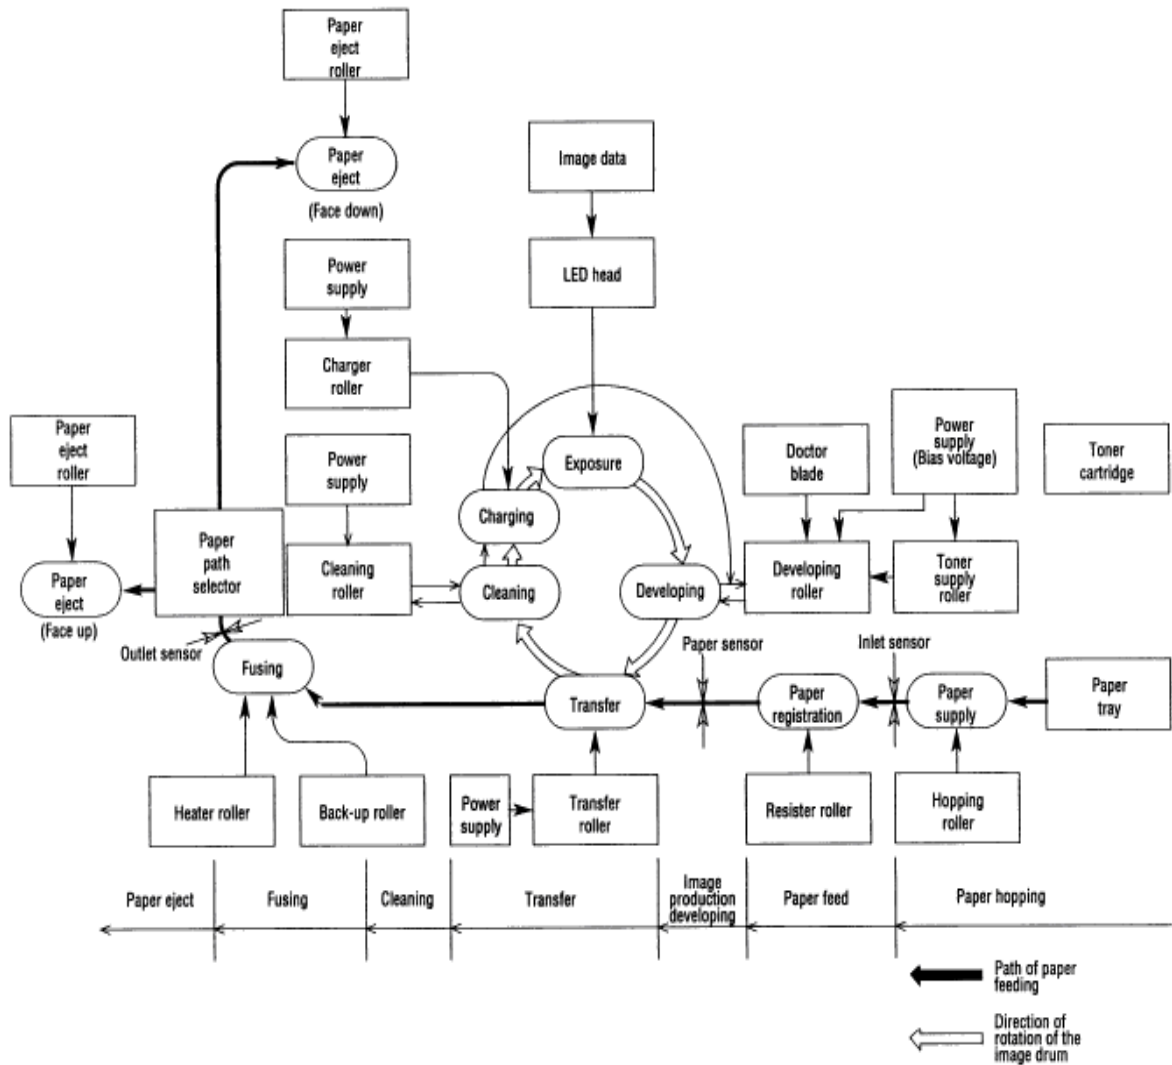 Paper
eject
roller
Paper
eject
(Face down)
Image data
LED head
Power
supply
Charger
roller
Paper
eject
roller
Power
supply
Exposure
Doctor
blade
Power
supply
(Bias voltage)
Toner
cartridge
Charging
Paper
path
selector
Cleaning
roller
Cleaning
Developing
Developing
roller
Toner
supply
roller
Paper
eject
(Face up)
Outlet sensor
Fusing
Transfer
Paper sensor
Paper
registration
Inlet sensor
Paper
supply
Paper
tray
Heater roller
Back-up roller
Power
supply
Transfer
roller
Resister roller
Hopping
roller
Paper eject
Fusing
Cleaning
Transfer
Image
production
developing
Paper feed
Paper hopping
Path of paper
feeding
Direction of
rotation of the
image drum